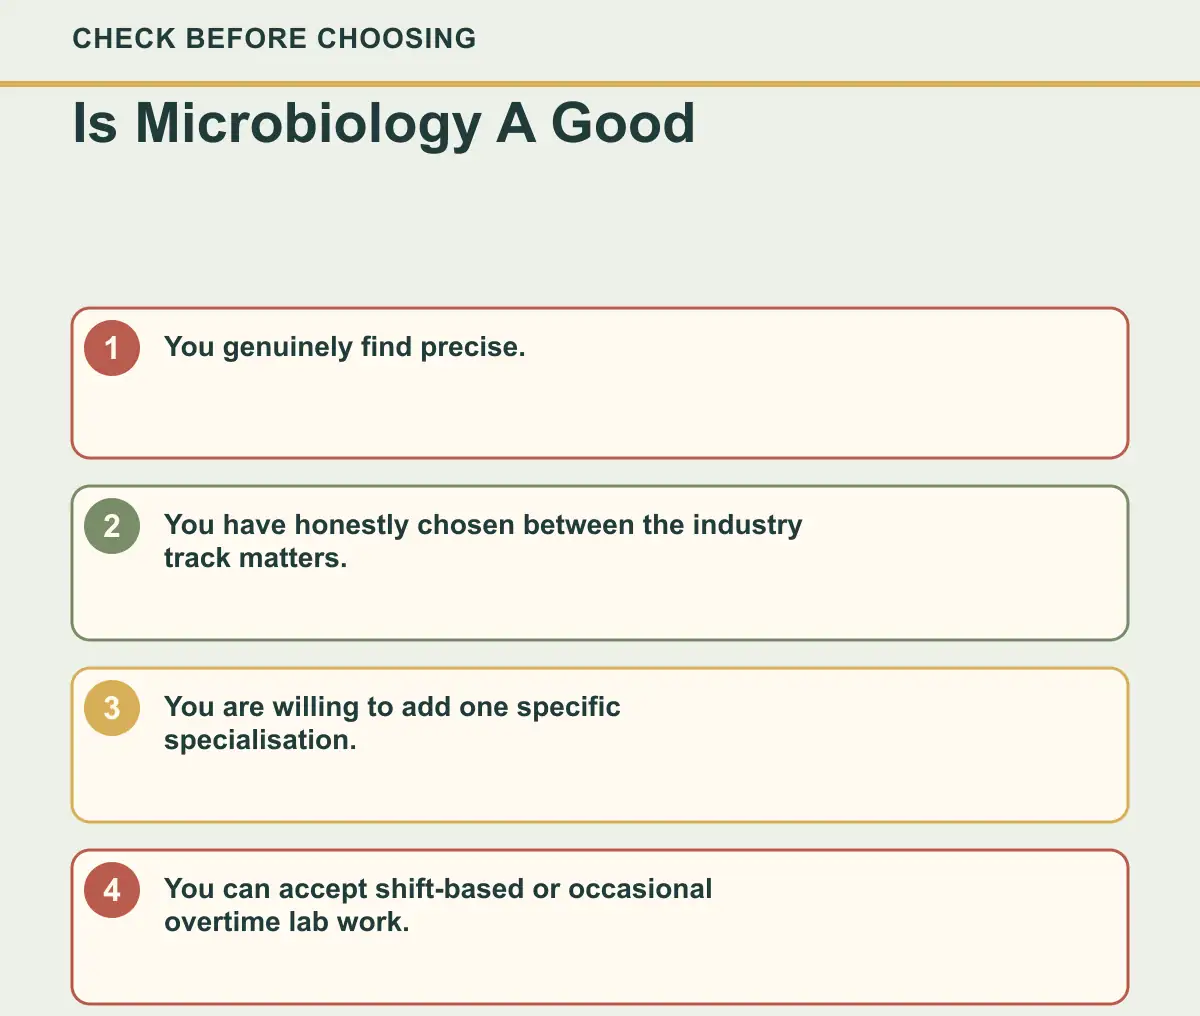 CHECK BEFORE CHOOSING
Is Microbiology A Good
1
You genuinely find precise.
2
You have honestly chosen between the industry
track matters.
3
You are willing to add one specific
specialisation.
4
You can accept shift-based or occasional
overtime lab work.